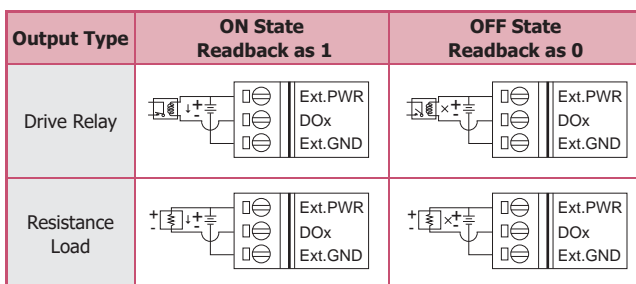 Output Type
ON State
Readback as 1
OFF State
Readback as 0
Drive Relay
+
-
Ext.PWR
DOx
Ext.GND
×
+
-
Ext.PWR
DOx
Ext.GND
Resistance
Load
+
-
+
-
Ext.PWR
DOx
Ext.GND
+
-
×
+
-
Ext.PWR
DOx
Ext.GND